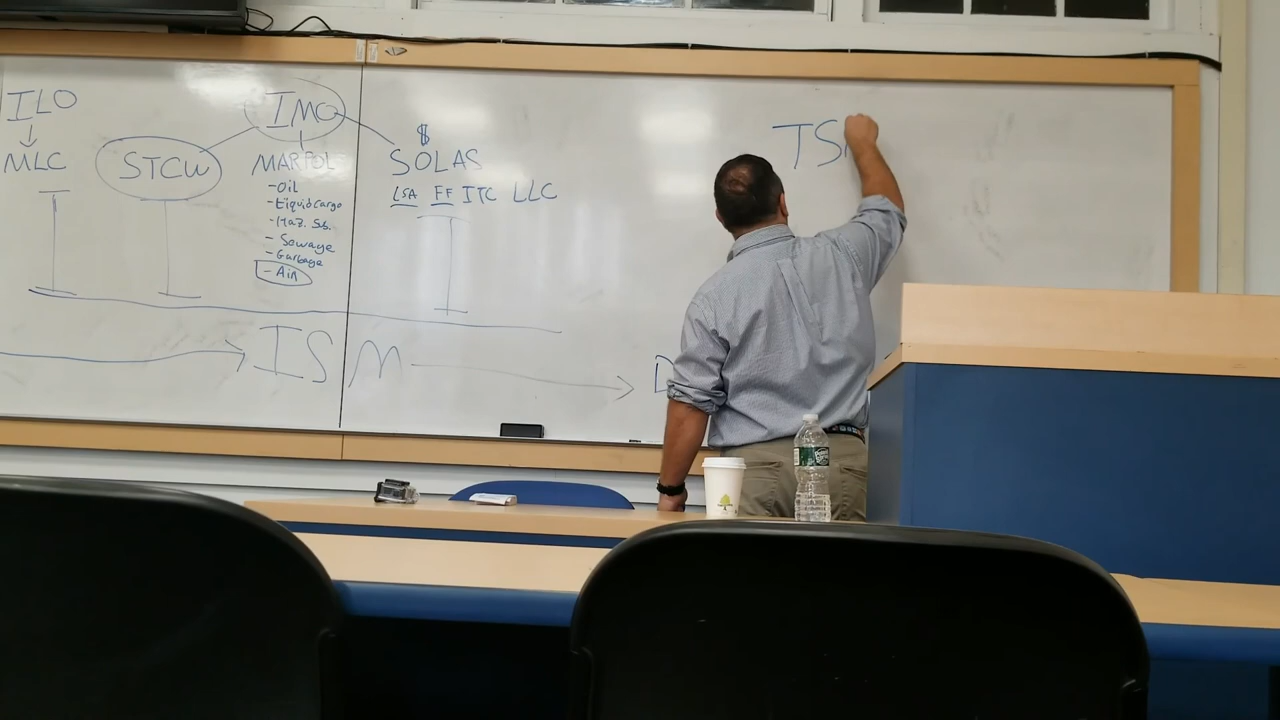 ILO
IMO
MLC
STCW
MARPOL
- Oil
- Liquid Cargo
- Haz. Ss.
- Sewage
- Garbage
- Air
$
SOLAS
LSA FF ITC LLC
ISM
D
TS